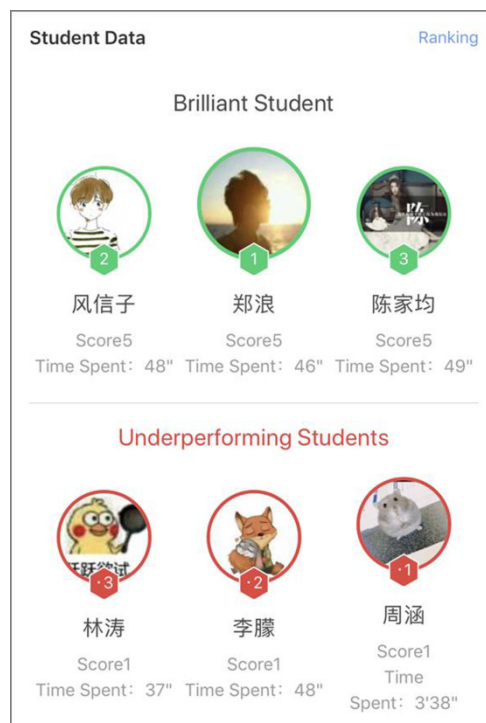 Student Data
Ranking
Brilliant Student
2
1
3
风信子
郑浪
陈家均
Score5
Score5
Score5
Time Spent: 48"
Time Spent: 46"
Time Spent: 49"
Underperforming Students
·3
·2
·1
林涛
李朦
周涵
Score1
Score1
Score1
Time Spent: 37"
Time Spent: 48"
Time
Spent: 3'38"
陈